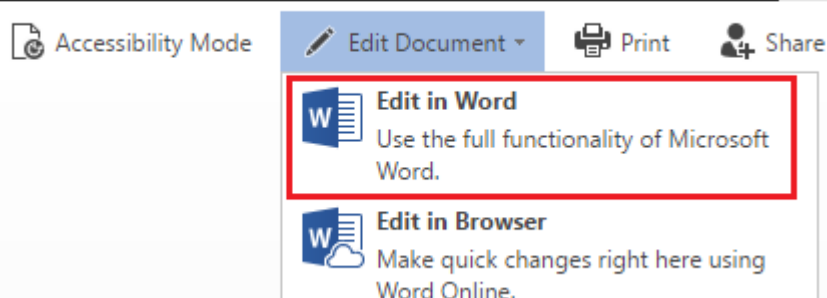 Accessibility Mode Edit Document Print Share
W Edit in Word
Use the full functionality of Microsoft
Word.
W Edit in Browser
Make quick changes right here using
Word Online.